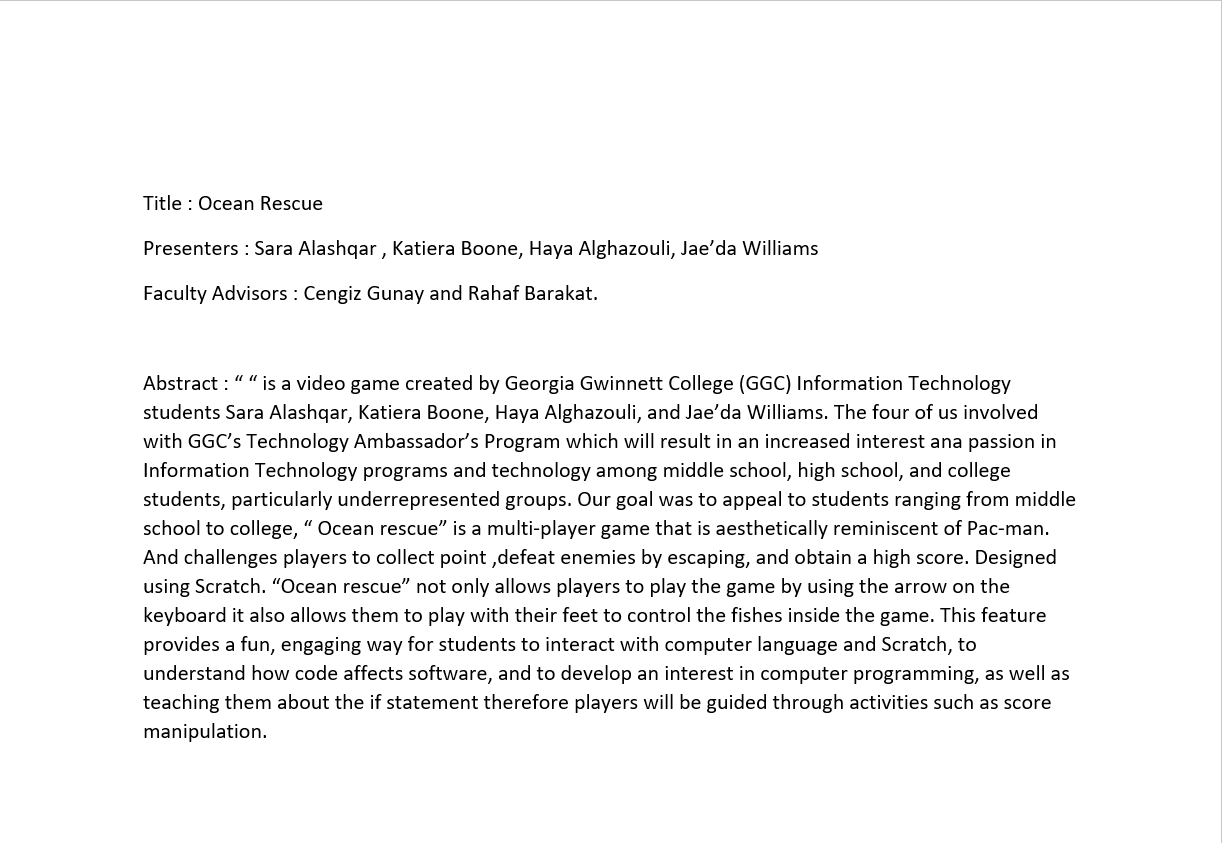 Title : Ocean Rescue
Presenters : Sara Alashqar , Katiera Boone, Haya Alghazouli, Jae’da Williams
Faculty Advisors : Cengiz Gunay and Rahaf Barakat.
Abstract : “ “ is a video game created by Georgia Gwinnett College (GGC) Information Technology
students Sara Alashqar, Katiera Boone, Haya Alghazouli, and Jae’da Williams. The four of us involved
with GGC’s Technology Ambassador’s Program which will result in an increased interest ana passion in
Information Technology programs and technology among middle school, high school, and college
students, particularly underrepresented groups. Our goal was to appeal to students ranging from middle
school to college, “ Ocean rescue” is a multi-player game that is aesthetically reminiscent of Pac-man.
And challenges players to collect point ,defeat enemies by escaping, and obtain a high score. Designed
using Scratch. “Ocean rescue” not only allows players to play the game by using the arrow on the
keyboard it also allows them to play with their feet to control the fishes inside the game. This feature
provides a fun, engaging way for students to interact with computer language and Scratch, to
understand how code affects software, and to develop an interest in computer programming, as well as
teaching them about the if statement therefore players will be guided through activities such as score
manipulation.